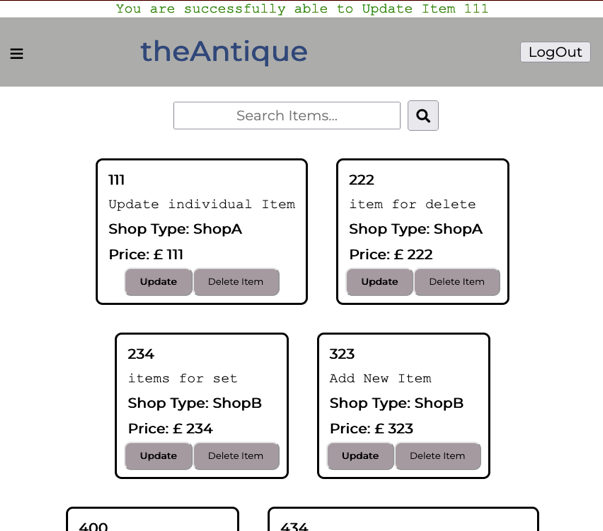 You are successfully able to Update Item 111
theAntique
LogOut
Search Items...
111
Update individual Item
Shop Type: ShopA
Price: £ 111
Update
Delete Item
222
item for delete
Shop Type: ShopA
Price: £ 222
Update
Delete Item
234
items for set
Shop Type: ShopB
Price: £ 234
Update
Delete Item
323
Add New Item
Shop Type: ShopB
Price: £ 323
Update
Delete Item
400
434